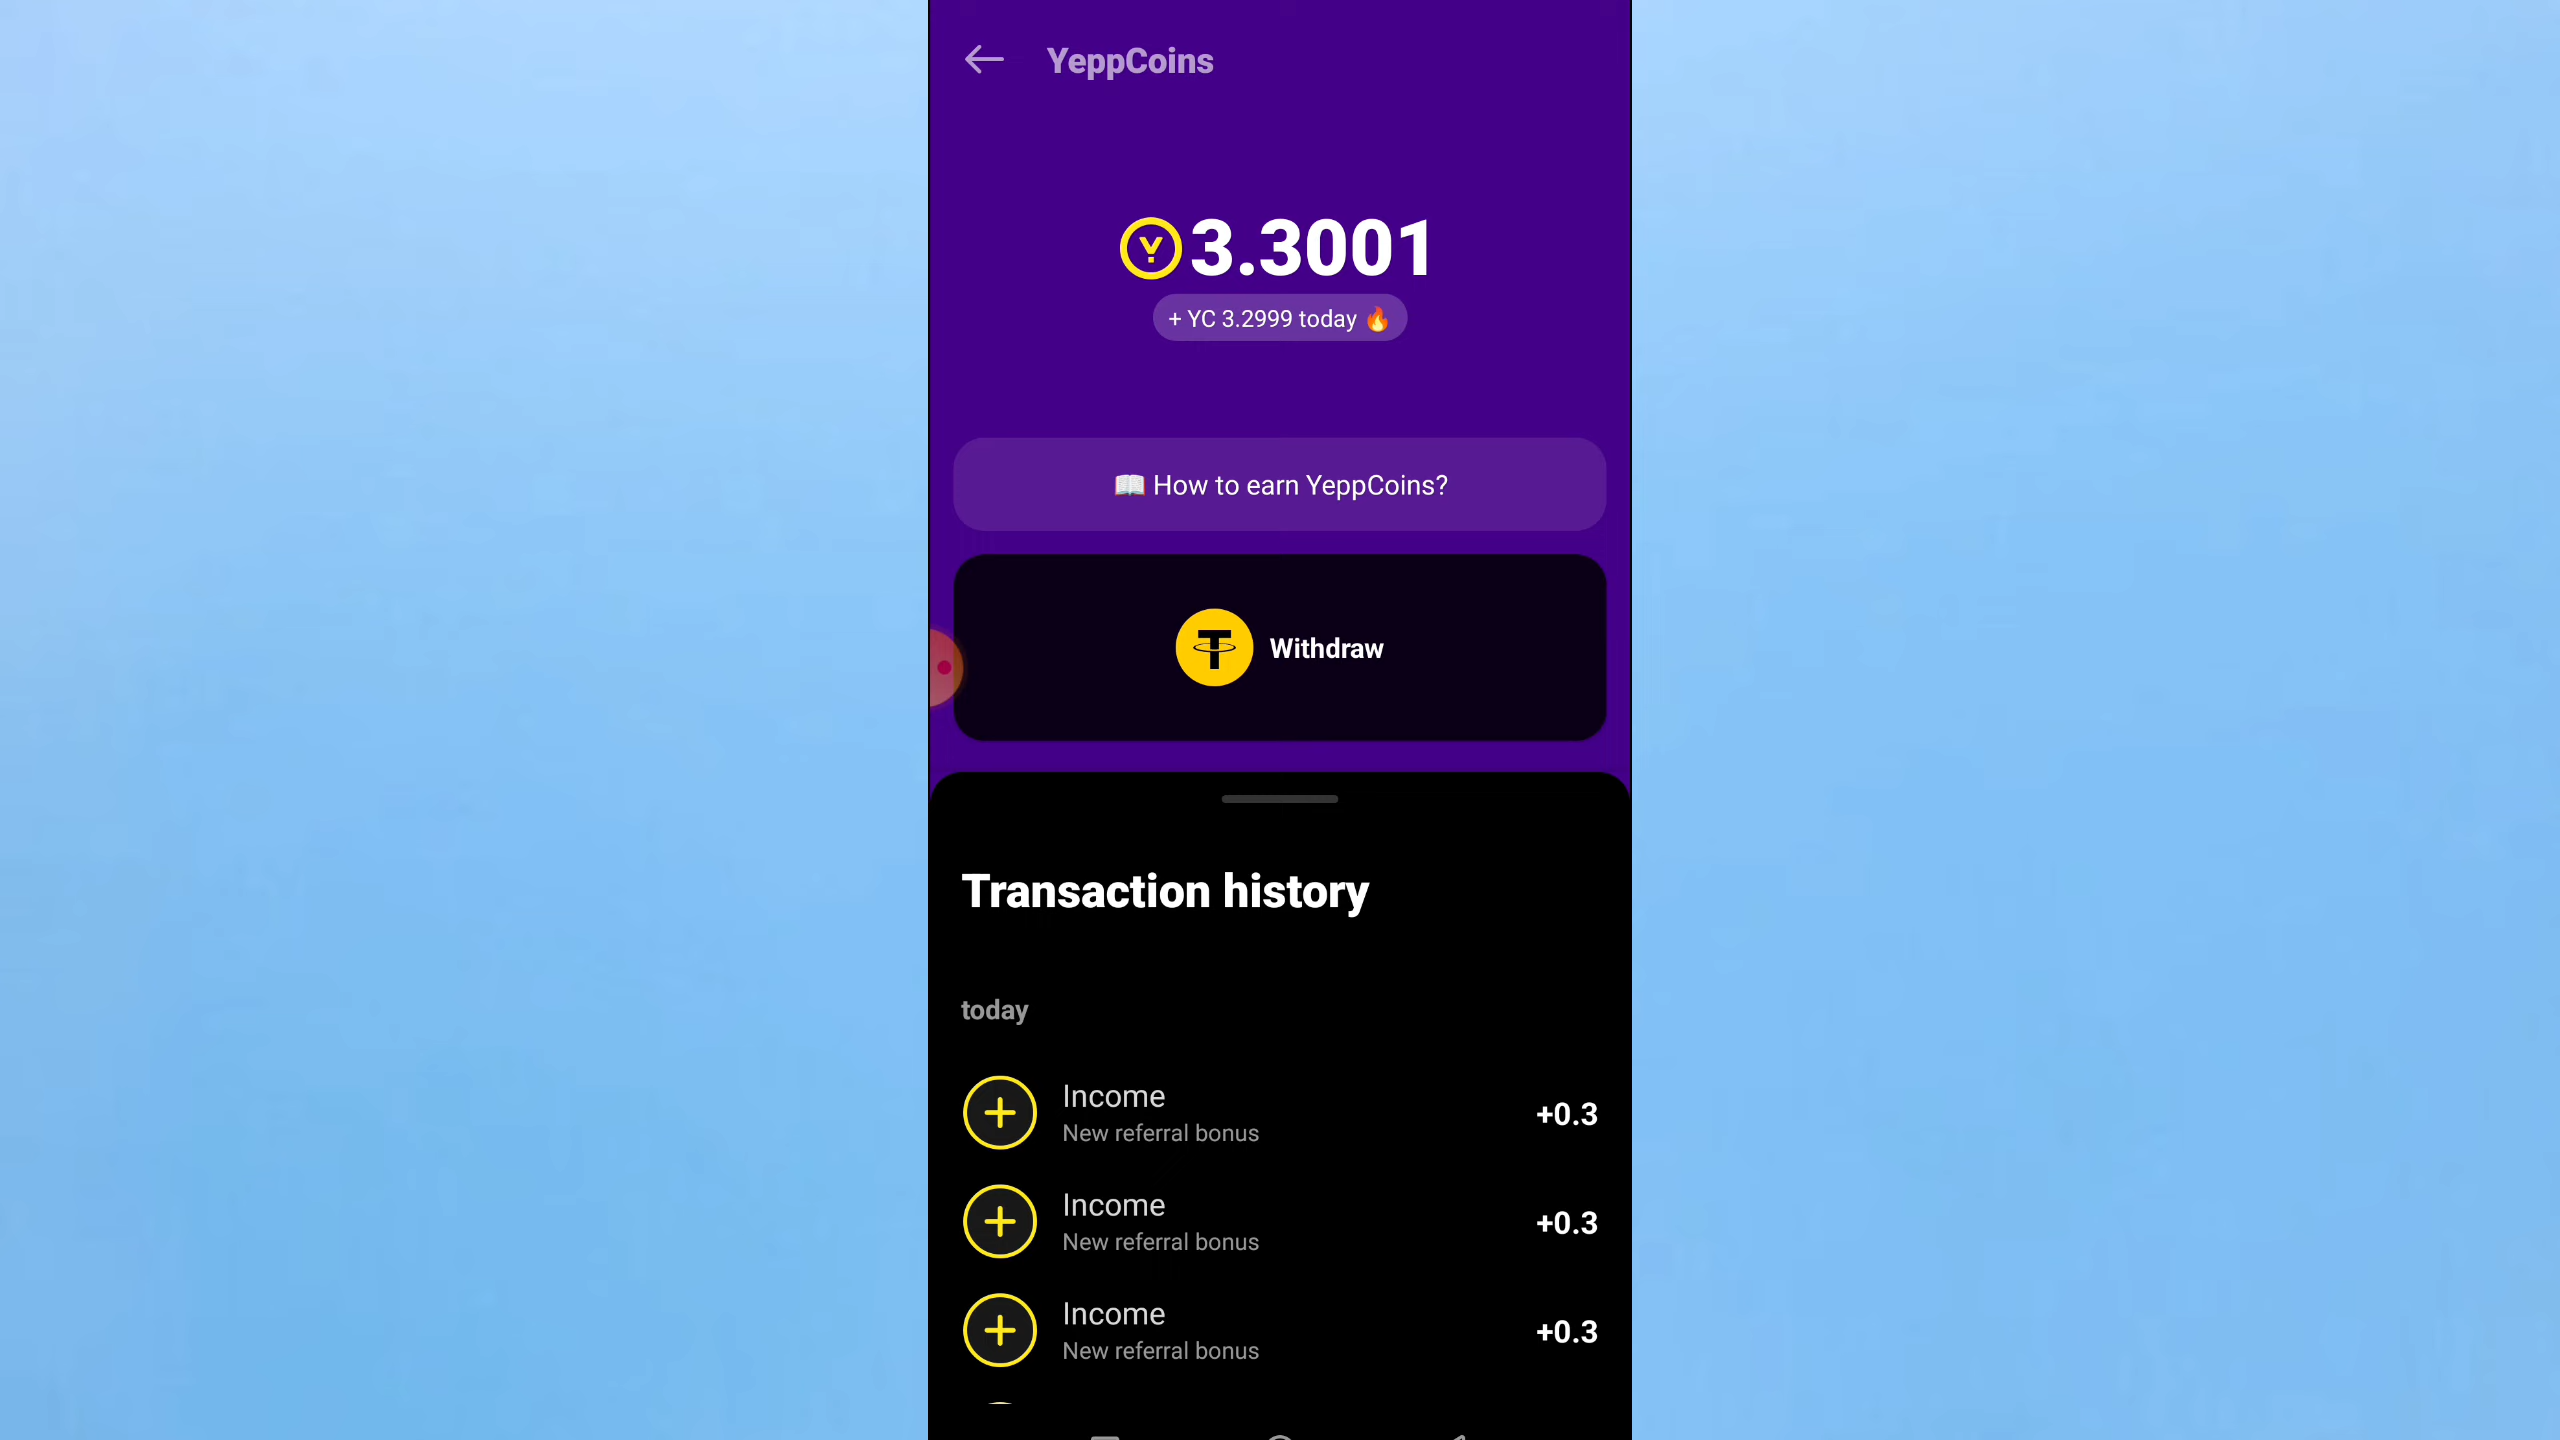 YeppCoins
3.3001
+ YC 3.2999 today 🔥
📖 How to earn YeppCoins?
Withdraw
Transaction history
today
Income
New referral bonus
+0.3
Income
New referral bonus
+0.3
Income
New referral bonus
+0.3